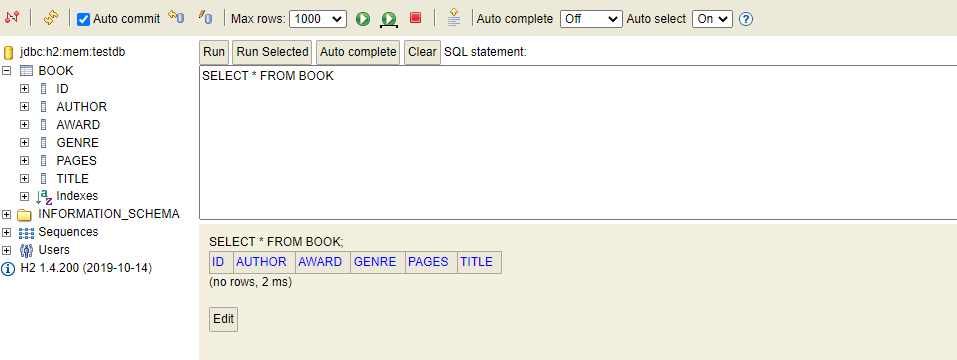 Auto commit Max rows: 1000 Auto complete Off Auto select On
jdbc:h2:mem:testdb
BOOK
ID
AUTHOR
AWARD
GENRE
PAGES
TITLE
Indexes
INFORMATION_SCHEMA
Sequences
Users
H2 1.4.200 (2019-10-14)
Run Run Selected Auto complete Clear SQL statement:
SELECT * FROM BOOK
SELECT * FROM BOOK;
ID AUTHOR AWARD GENRE PAGES TITLE
(no rows, 2 ms)
Edit